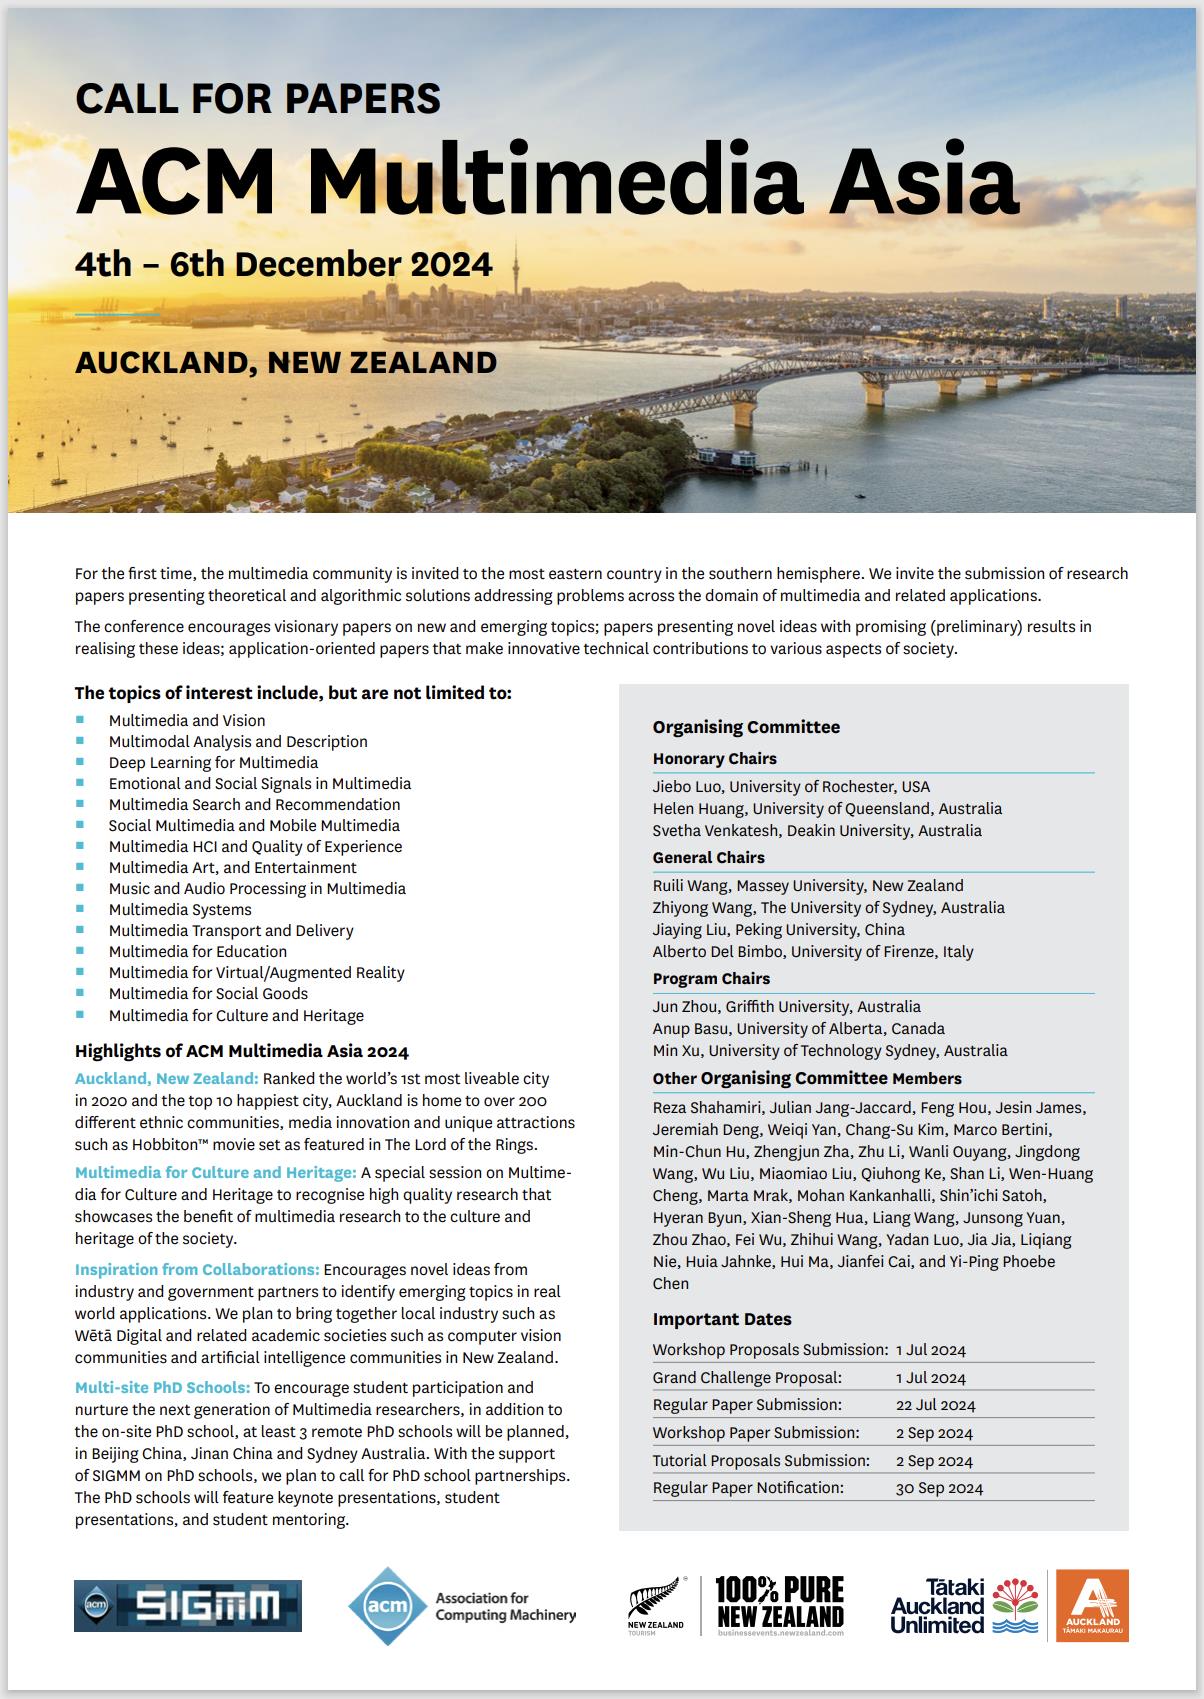 CALL FOR PAPERS
ACM Multimedia Asia
4th – 6th December 2024
AUCKLAND, NEW ZEALAND
For the first time, the multimedia community is invited to the most eastern country in the southern hemisphere. We invite the submission of research
papers presenting theoretical and algorithmic solutions addressing problems across the domain of multimedia and related applications.
The conference encourages visionary papers on new and emerging topics; papers presenting novel ideas with promising (preliminary) results in
realising these ideas; application-oriented papers that make innovative technical contributions to various aspects of society.
The topics of interest include, but are not limited to:
Multimedia and Vision
Multimodal Analysis and Description
Deep Learning for Multimedia
Emotional and Social Signals in Multimedia
Multimedia Search and Recommendation
Social Multimedia and Mobile Multimedia
Multimedia HCI and Quality of Experience
Multimedia Art, and Entertainment
Music and Audio Processing in Multimedia
Multimedia Systems
Multimedia Transport and Delivery
Multimedia for Education
Multimedia for Virtual/Augmented Reality
Multimedia for Social Goods
Multimedia for Culture and Heritage
Highlights of ACM Multimedia Asia 2024
Auckland, New Zealand: Ranked the world's 1st most liveable city
in 2020 and the top 10 happiest city, Auckland is home to over 200
different ethnic communities, media innovation and unique attractions
such as Hobbiton™ movie set as featured in The Lord of the Rings.
Multimedia for Culture and Heritage: A special session on Multime-
dia for Culture and Heritage to recognise high quality research that
showcases the benefit of multimedia research to the culture and
heritage of the society.
Inspiration from Collaborations: Encourages novel ideas from
industry and government partners to identify emerging topics in real
world applications. We plan to bring together local industry such as
Wētā Digital and related academic societies such as computer vision
communities and artificial intelligence communities in New Zealand.
Multi-site PhD Schools: To encourage student participation and
nurture the next generation of Multimedia researchers, in addition to
the on-site PhD school, at least 3 remote PhD schools will be planned,
in Beijing China, Jinan China and Sydney Australia. With the support
of SIGMM on PhD schools, we plan to call for PhD school partnerships.
The PhD schools will feature keynote presentations, student
presentations, and student mentoring.
Organising Committee
Honorary Chairs
Jiebo Luo, University of Rochester, USA
Helen Huang, University of Queensland, Australia
Svetha Venkatesh, Deakin University, Australia
General Chairs
Ruili Wang, Massey University, New Zealand
Zhiyong Wang, The University of Sydney, Australia
Jiaying Liu, Peking University, China
Alberto Del Bimbo, University of Firenze, Italy
Program Chairs
Jun Zhou, Griffith University, Australia
Anup Basu, University of Alberta, Canada
Min Xu, University of Technology Sydney, Australia
Other Organising Committee Members
Reza Shahamiri, Julian Jang-Jaccard, Feng Hou, Jesin James,
Jeremiah Deng, Weiqi Yan, Chang-Su Kim, Marco Bertini,
Min-Chun Hu, Zhengjun Zha, Zhu Li, Wanli Ouyang, Jingdong
Wang, Wu Liu, Miaomiao Liu, Qiuhong Ke, Shan Li, Wen-Huang
Cheng, Marta Mrak, Mohan Kankanhalli, Shin'ichi Satoh,
Hyeran Byun, Xian-Sheng Hua, Liang Wang, Junsong Yuan,
Zhou Zhao, Fei Wu, Zhihui Wang, Yadan Luo, Jia Jia, Liqiang
Nie, Huia Jahnke, Hui Ma, Jianfei Cai, and Yi-Ping Phoebe
Chen
Important Dates
Workshop Proposals Submission: 1 Jul 2024
Grand Challenge Proposal: 1 Jul 2024
Regular Paper Submission: 22 Jul 2024
Workshop Paper Submission: 2 Sep 2024
Tutorial Proposals Submission: 2 Sep 2024
Regular Paper Notification: 30 Sep 2024
acm SIGMM
acm
Association for
Computing Machinery
NEW ZEALAND
TOURISM
100% PURE
NEW ZEALAND
businessevents.newzealand.com
Tātaki
Auckland
Unlimited
AUCKLAND
TĀMAKI MAKAURAU